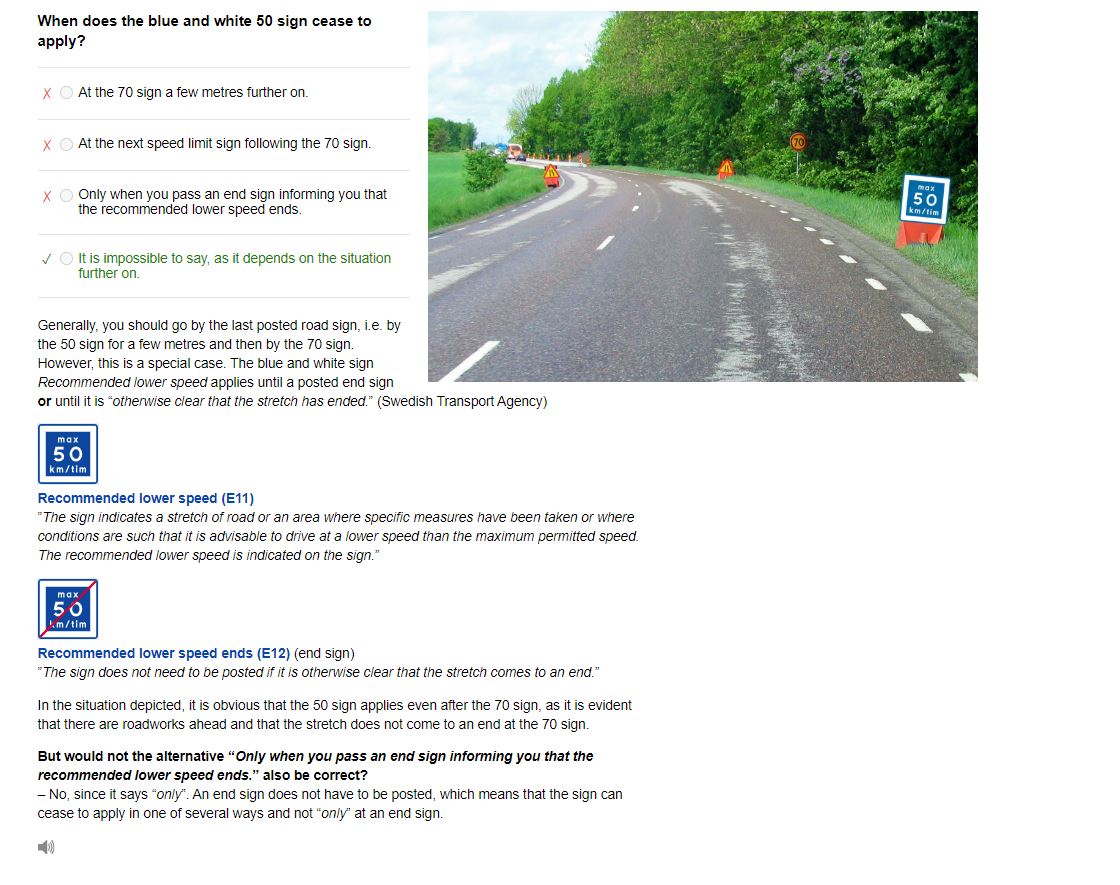 When does the blue and white 50 sign cease to
apply?
X At the 70 sign a few metres further on.
X At the next speed limit sign following the 70 sign.
X Only when you pass an end sign informing you that
the recommended lower speed ends.
✓ It is impossible to say, as it depends on the situation
further on.
70
max
50
km/tim
Generally, you should go by the last posted road sign, i.e. by
the 50 sign for a few metres and then by the 70 sign.
However, this is a special case. The blue and white sign
Recommended lower speed applies until a posted end sign
or until it is “otherwise clear that the stretch has ended.” (Swedish Transport Agency)
max
50
km/tim
Recommended lower speed (E11)
”The sign indicates a stretch of road or an area where specific measures have been taken or where
conditions are such that it is advisable to drive at a lower speed than the maximum permitted speed.
The recommended lower speed is indicated on the sign.”
max
50
km/tim
Recommended lower speed ends (E12) (end sign)
”The sign does not need to be posted if it is otherwise clear that the stretch comes to an end.”
In the situation depicted, it is obvious that the 50 sign applies even after the 70 sign, as it is evident
that there are roadworks ahead and that the stretch does not come to an end at the 70 sign.
But would not the alternative “Only when you pass an end sign informing you that the
recommended lower speed ends.” also be correct?
– No, since it says “only”. An end sign does not have to be posted, which means that the sign can
cease to apply in one of several ways and not “only” at an end sign.